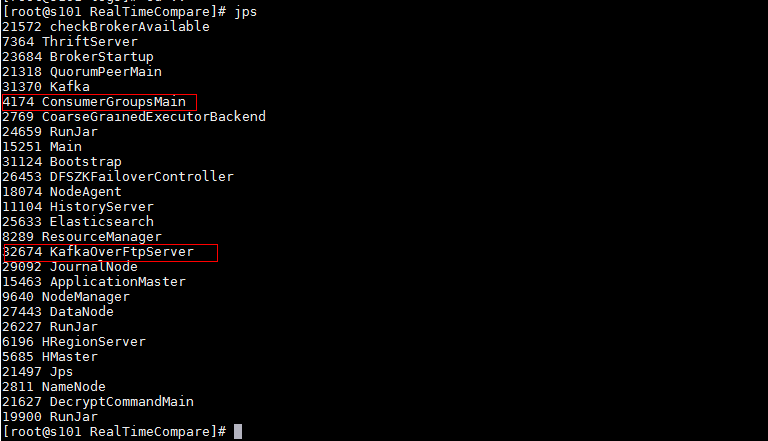 [root@s101 RealTimeCompare]# jps
21572 checkBrokerAvailable
7364 ThriftServer
23684 BrokerStartup
21318 QuorumPeerMain
31370 Kafka
4174 ConsumerGroupsMain
2769 CoarseGrainedExecutorBackend
24659 RunJar
15251 Main
31124 Bootstrap
26453 DFSZKFailoverController
18074 NodeAgent
11104 HistoryServer
25633 Elasticsearch
8289 ResourceManager
32674 KafkaOverFtpServer
29092 JournalNode
15463 ApplicationMaster
9640 NodeManager
27443 DataNode
26227 RunJar
6196 HRegionServer
5685 HMaster
21497 Jps
2811 NameNode
21627 DecryptCommandMain
19900 RunJar
[root@s101 RealTimeCompare]#